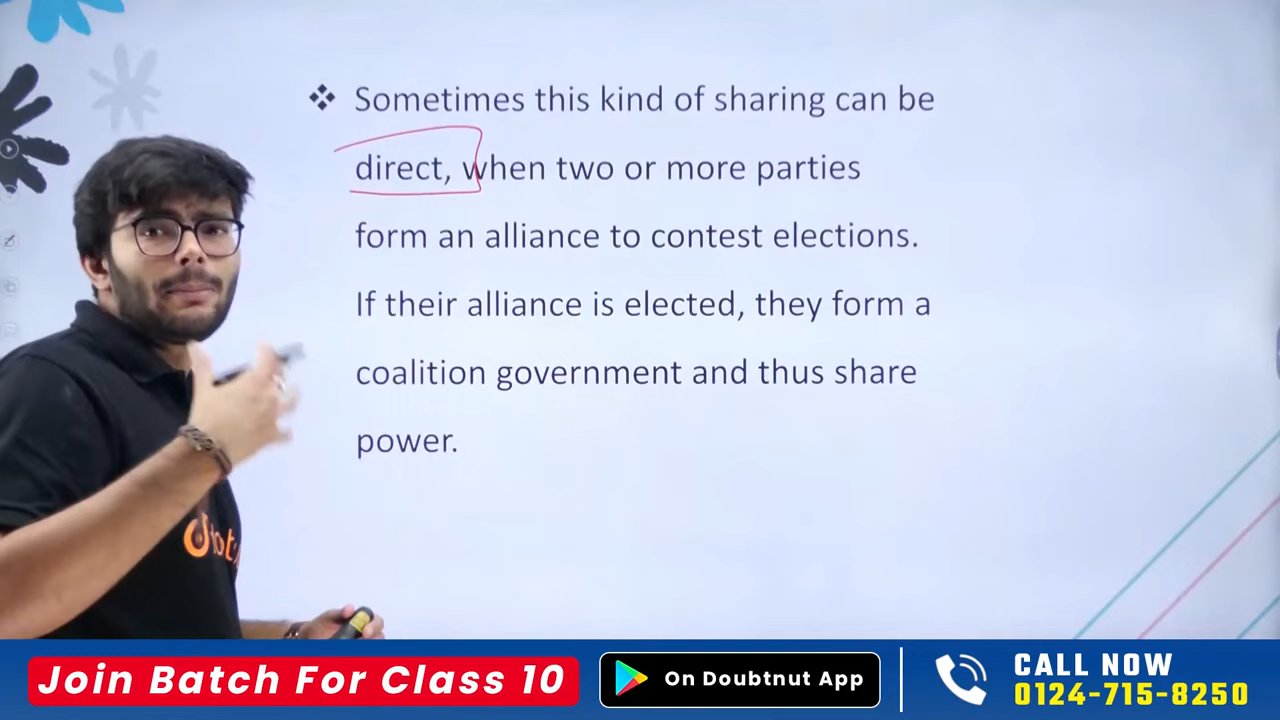 Sometimes this kind of sharing can be
direct, when two or more parties
form an alliance to contest elections.
If their alliance is elected, they form a
coalition government and thus share
power.
Join Batch For Class 10
On Doubtnut App
CALL NOW
0124-715-8250